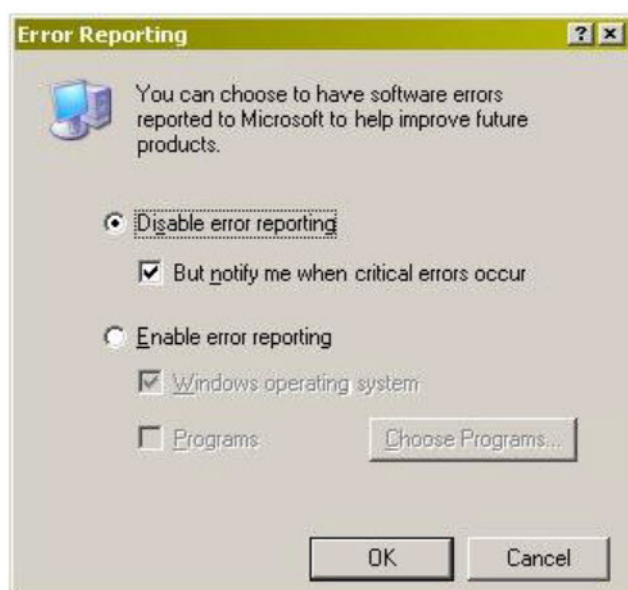 Error Reporting
You can choose to have software errors
reported to Microsoft to help improve future
products.
Disable error reporting
But notify me when critical errors occur
Enable error reporting
Windows operating system
Programs
Choose Programs...
OK
Cancel